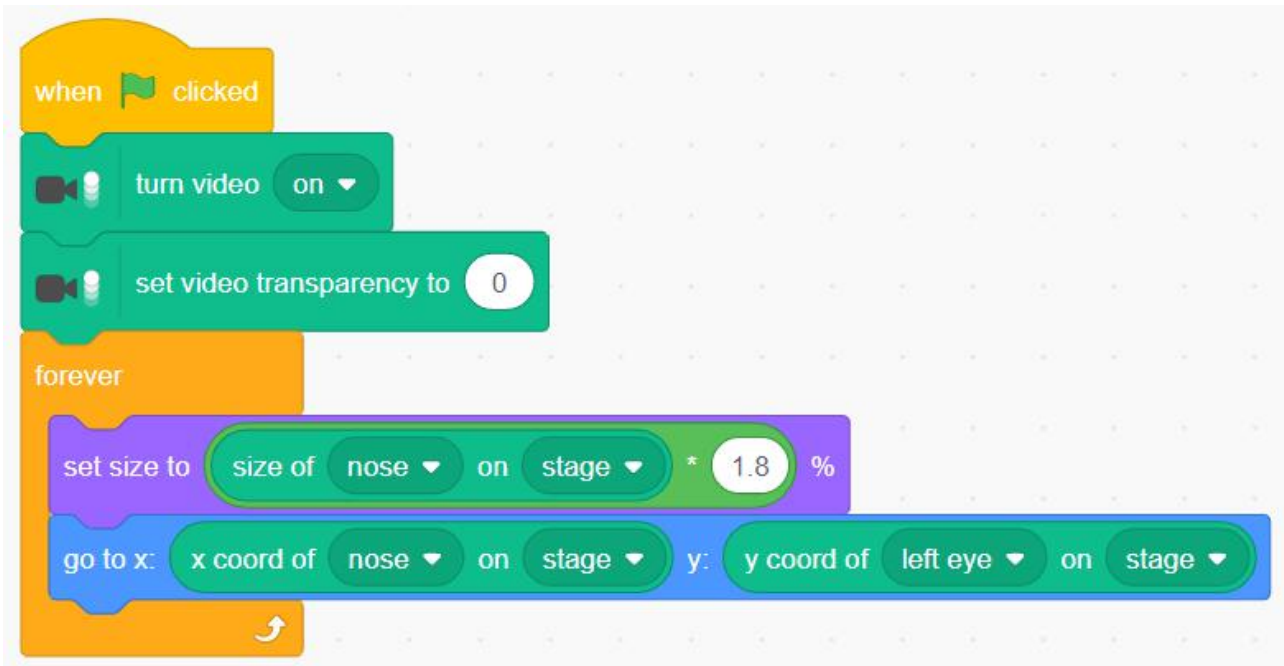 when clicked
turn video on
set video transparency to 0
forever
set size to size of nose on stage * 1.8 %
go to x: x coord of nose on stage y: y coord of left eye on stage